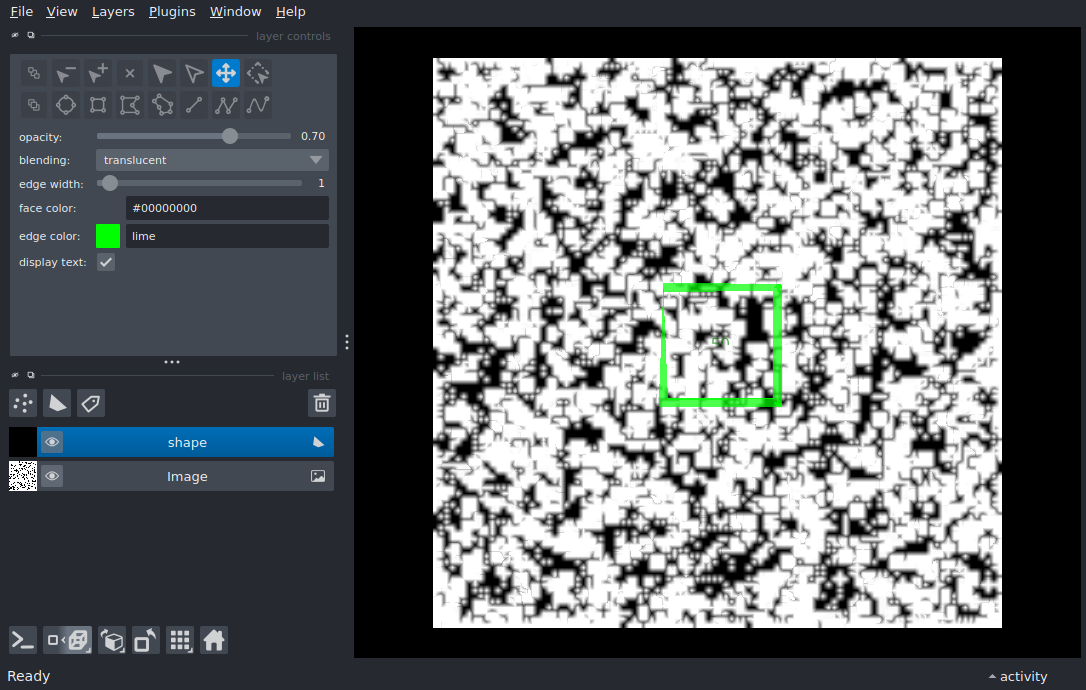 File View Layers Plugins Window Help
layer controls
opacity: 0.70
blending: translucent
edge width: 1
face color: #00000000
edge color: lime
display text:
layer list
shape
Image
Ready
activity